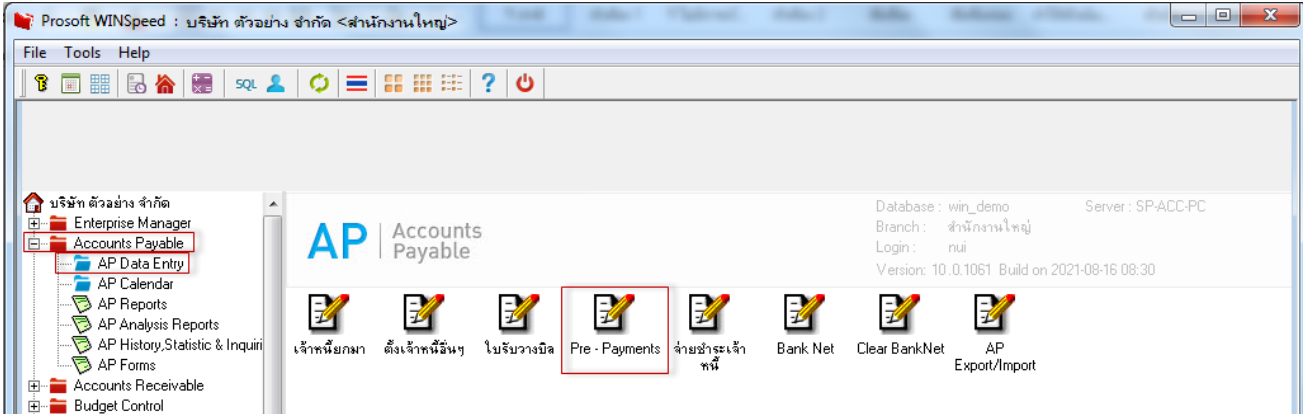 Prosoft WINSpeed : บริษัท ตัวอย่าง จำกัด <สำนักงานใหญ่>
File Tools Help
SQL
บริษัท ตัวอย่าง จำกัด
Enterprise Manager
Accounts Payable
AP Data Entry
AP Calendar
AP Reports
AP Analysis Reports
AP History,Statistic & Inquiri
AP Forms
Accounts Receivable
Budget Control
AP Accounts
Payable
Database : win_demo Server : SP-ACC-PC
Branch : สำนักงานใหญ่
Login : nui
Version: 10.0.1061 Build on 2021-08-16 08:30
เจ้าหนี้ยกมา
ตั้งเจ้าหนี้อื่นๆ
ใบรับวางบิล
Pre - Payments
จ่ายชำระเจ้า
หนี้
Bank Net
Clear BankNet
AP
Export/Import